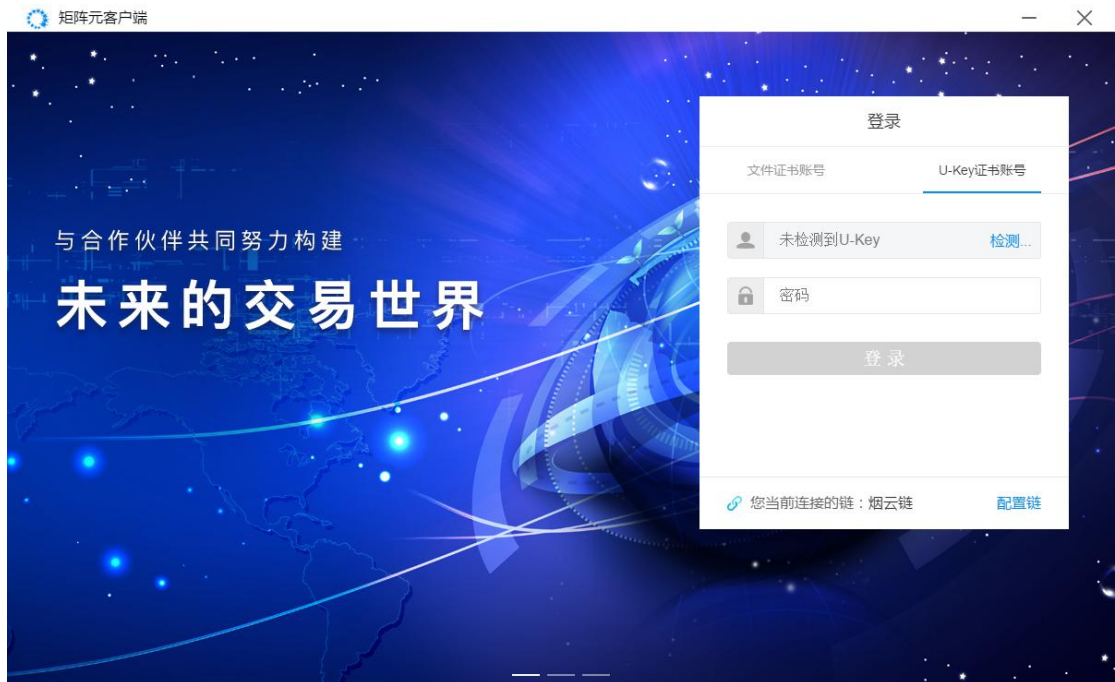 矩阵元客户端
与合作伙伴共同努力构建
未来的交易世界
登录
文件证书账号 U-Key证书账号
未检测到U-Key 检测...
密码
登 录
您当前连接的链：烟云链 配置链